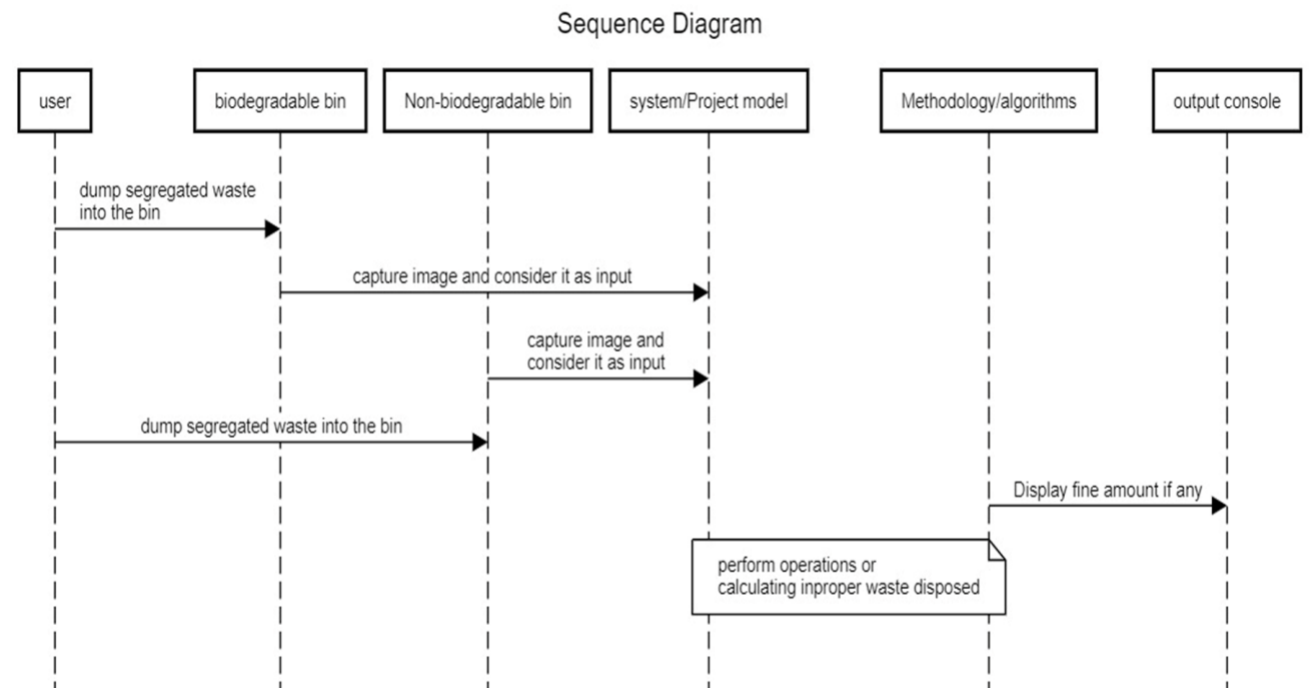 Sequence Diagram
user
biodegradable bin
Non-biodegradable bin
system/Project model
Methodology/algorithms
output console
dump segregated waste
into the bin
capture image and consider it as input
capture image and
consider it as input
dump segregated waste into the bin
Display fine amount if any
perform operations or
calculating inproper waste disposed